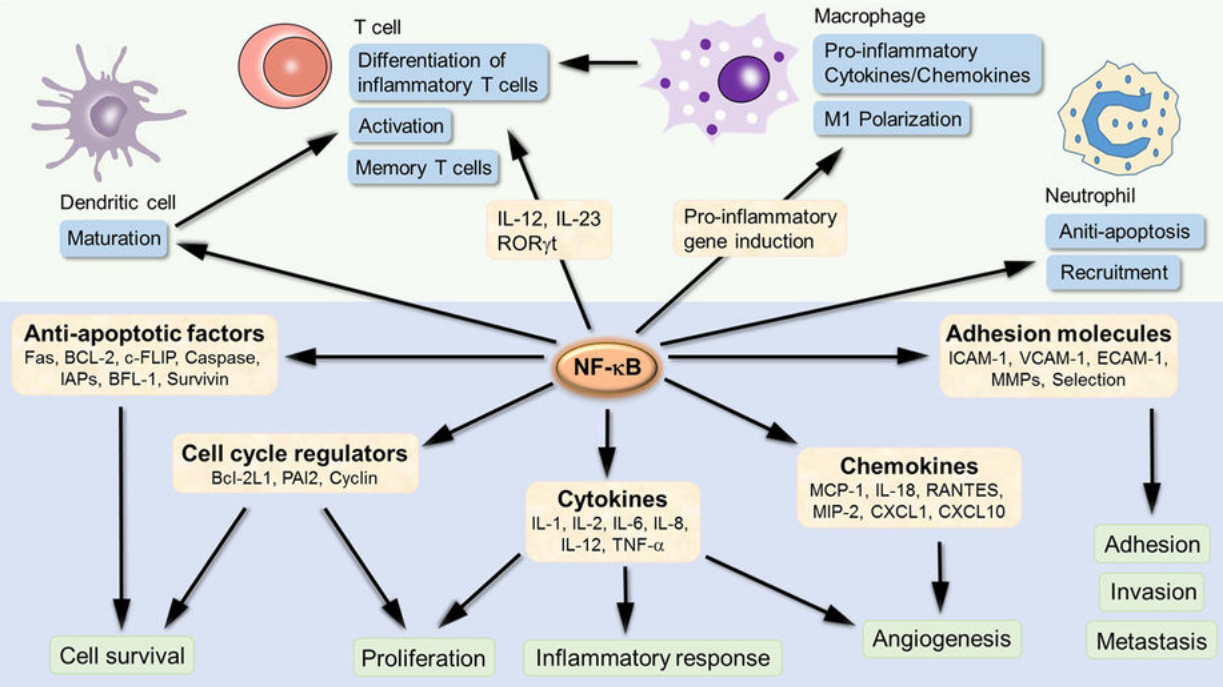 T cell
Differentiation of
inflammatory T cells
Activation
Memory T cells
Macrophage
Pro-inflammatory
Cytokines/Chemokines
M1 Polarization
Dendritic cell
Maturation
IL-12, IL-23
RORγt
Pro-inflammatory
gene induction
Neutrophil
Aniti-apoptosis
Recruitment
Anti-apoptotic factors
Fas, BCL-2, c-FLIP, Caspase,
IAPs, BFL-1, Survivin
NF-κB
Adhesion molecules
ICAM-1, VCAM-1, ECAM-1,
MMPs, Selection
Cell cycle regulators
Bcl-2L1, PAI2, Cyclin
Cytokines
IL-1, IL-2, IL-6, IL-8,
IL-12, TNF-α
Chemokines
MCP-1, IL-18, RANTES,
MIP-2, CXCL1, CXCL10
Adhesion
Invasion
Metastasis
Cell survival
Proliferation
Inflammatory response
Angiogenesis